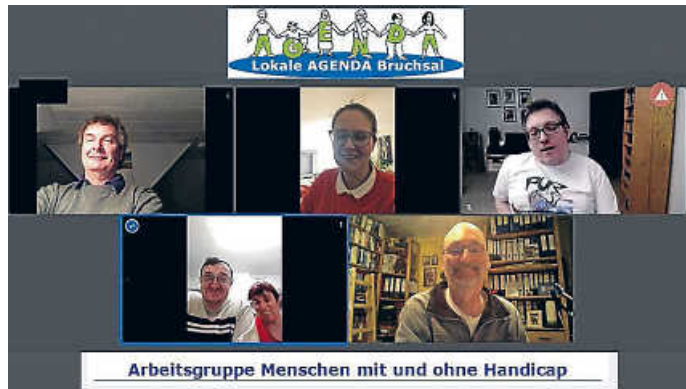 AGENDA
Lokale AGENDA Bruchsal
Arbeitsgruppe Menschen mit und ohne Handicap